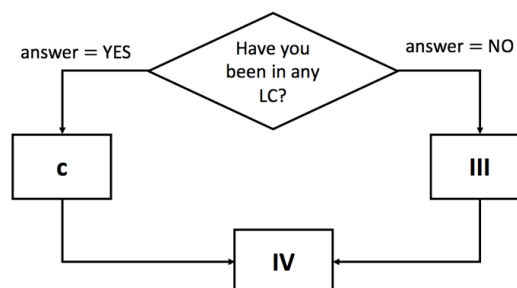 Have you
been in any
LC?
answer = YES
answer = NO
c
III
IV